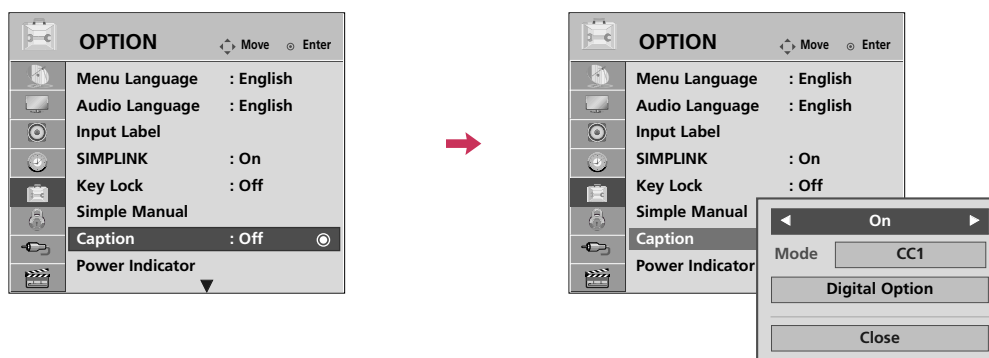 OPTION Move Enter
Menu Language : English
Audio Language : English
Input Label
SIMPLINK : On
Key Lock : Off
Simple Manual
Caption : Off
Power Indicator
OPTION Move Enter
Menu Language : English
Audio Language : English
Input Label
SIMPLINK : On
Key Lock : Off
Simple Manual
Caption
Power Indicator
On
Mode CC1
Digital Option
Close